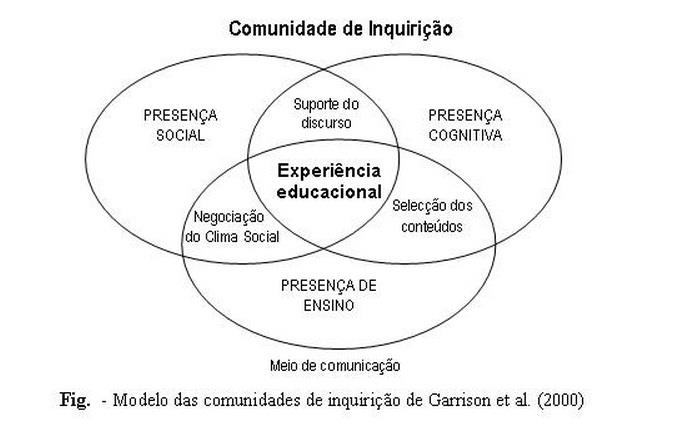 Comunidade de Inquirição
PRESENÇA
SOCIAL
Suporte do
discurso
PRESENÇA
COGNITIVA
Experiência
educacional
Negociação
do Clima Social
Selecção dos
conteúdos
PRESENÇA DE
ENSINO
Meio de comunicação
Fig. - Modelo das comunidades de inquirição de Garrison et al. (2000)